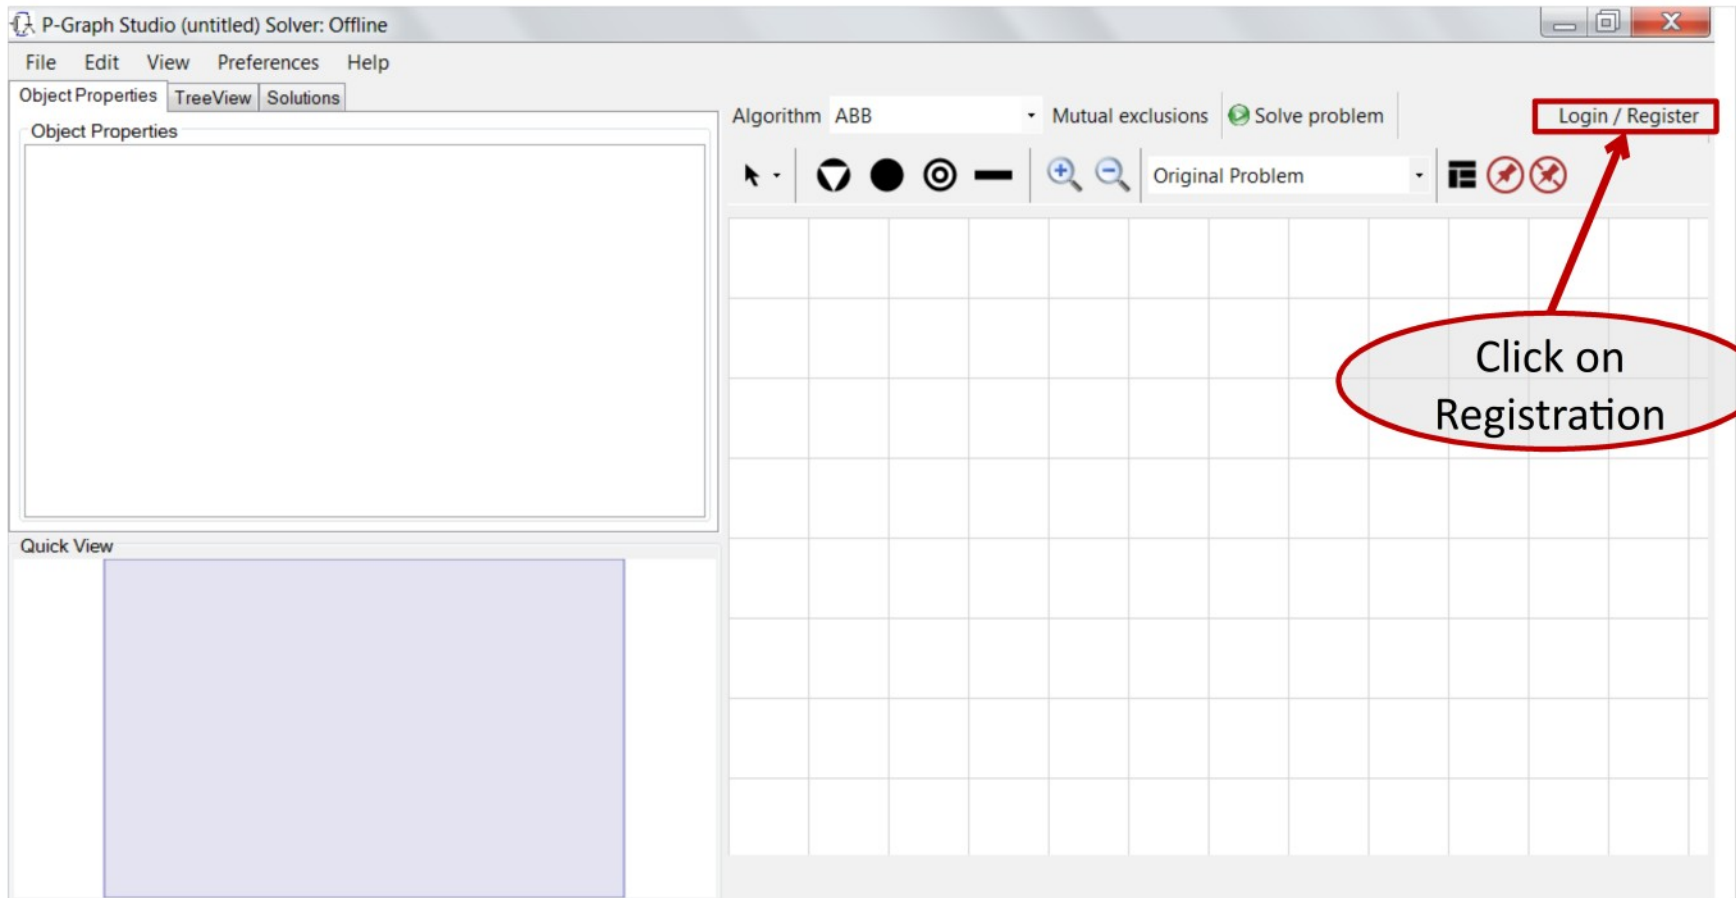 P-Graph Studio (untitled) Solver: Offline
File Edit View Preferences Help
Object Properties TreeView Solutions
Object Properties
Algorithm ABB Mutual exclusions Solve problem Login / Register
Original Problem
Click on
Registration
Quick View